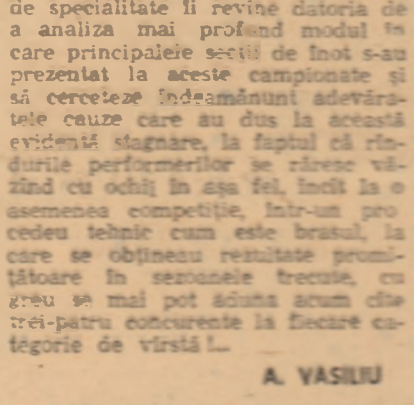 de specialitate îi revine datoria de
a analiza mai profund modul în
care principalele secții de înot s-au
prezentat la aceste campionate și
să cerceteze îndeamănunt adevăra-
tele cauze care au dus la această
evidentă stagnare, la faptul că rîn-
durile performerilor se răresc vă-
zînd cu ochii în așa fel, încît la o
asemenea competiție, într-un pro
cedeu tehnic cum este brasul, la
care se obțineau rezultate promi-
țătoare în sezoanele trecute, cu
greu se mai pot aduna acum cîte
trei-patru concurente la fiecare ca-
tegorie de vîrstă !...
A. VASILIU